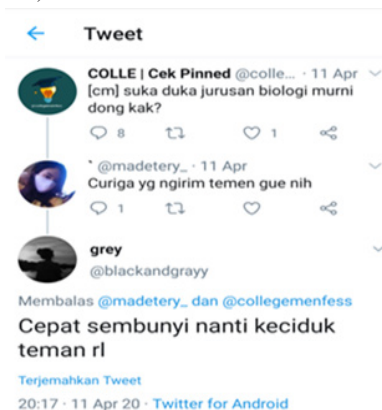 Tweet
COLLE | Cek Pinned @colle... · 11 Apr
[cm] suka duka jurusan biologi murni
dong kak?
8 1
` @madetery_ · 11 Apr
Curiga yg ngirim temen gue nih
1
grey
@blackandgrayy
Membalas @madetery_ dan @collegemenfess
Cepat sembunyi nanti keciduk
teman rl
Terjemahkan Tweet
20:17 · 11 Apr 20 · Twitter for Android